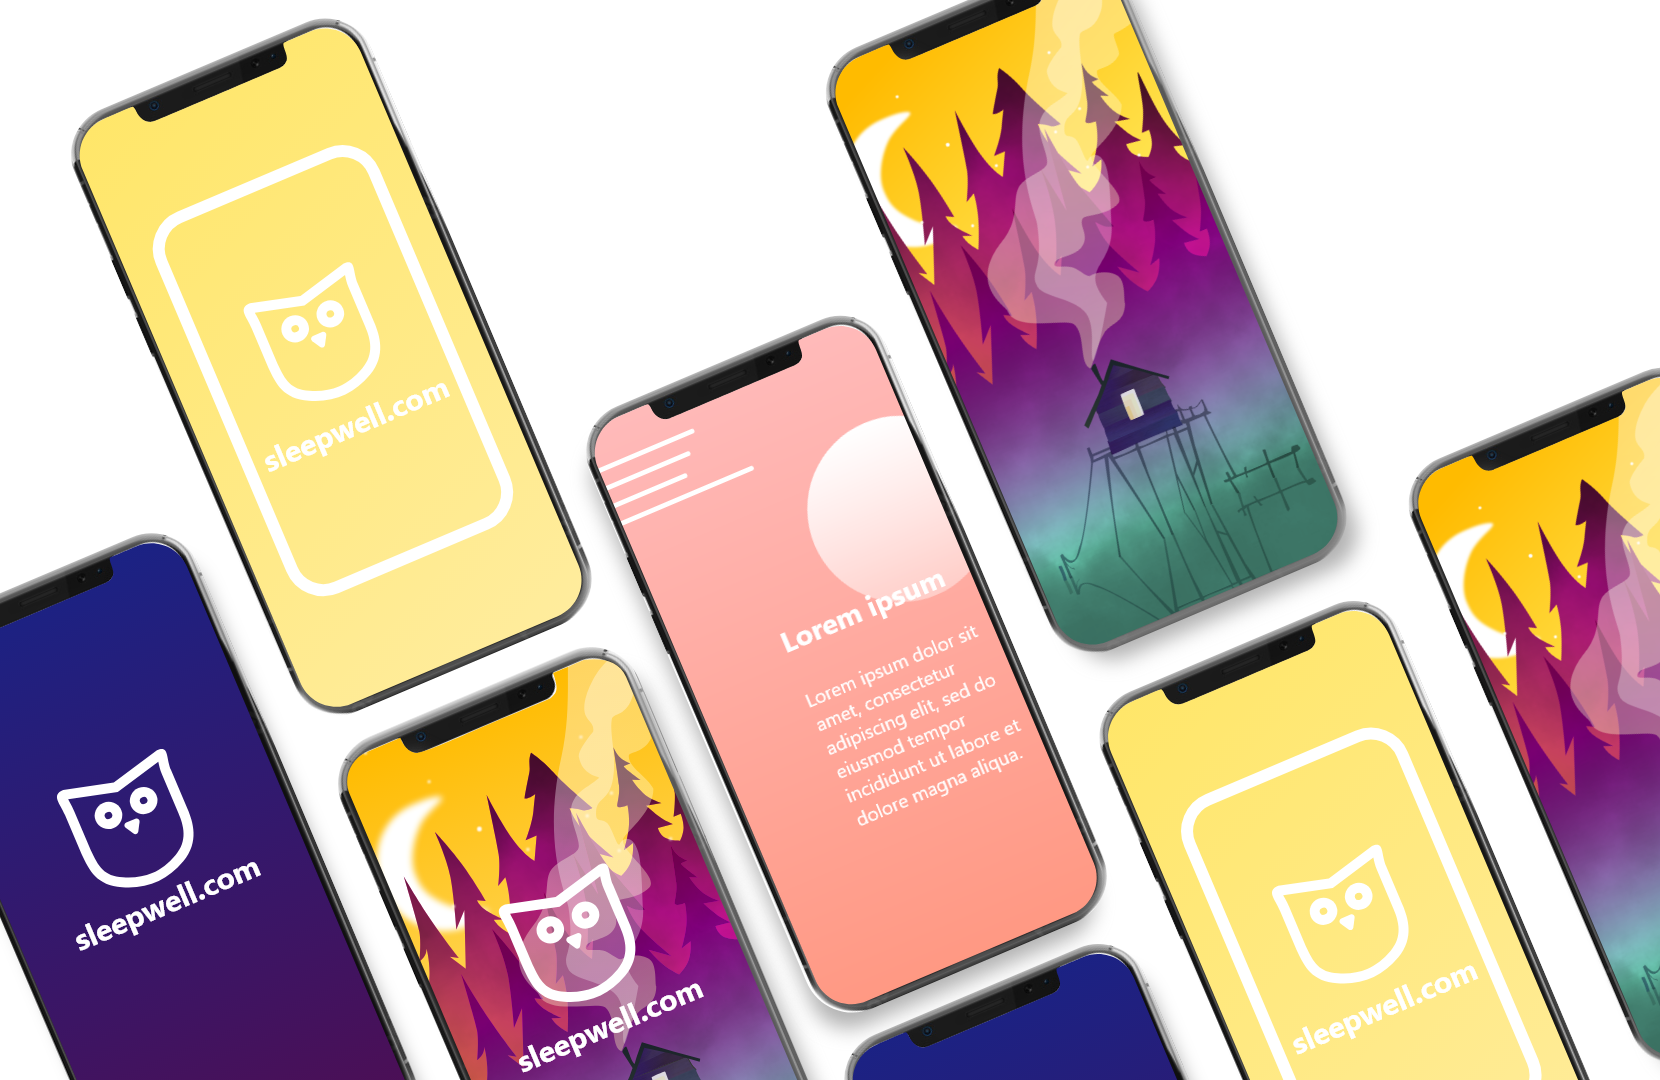 sleepwell.com
Lorem ipsum
Lorem ipsum dolor sit
amet, consectetur
adipiscing elit, sed do
eiusmod tempor
incididunt ut labore et
dolore magna aliqua.
sleepwell.com
sleepwell.com
sleepwell.com